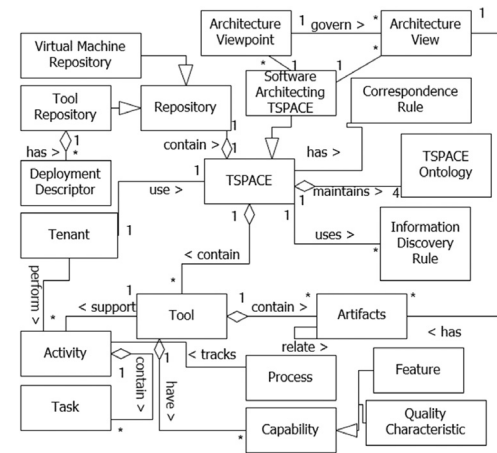 Architecture
Viewpoint
1
govern >
*
Architecture
View
1
Virtual Machine
Repository
*
1
1
*
Software
Architecting
TSPACE
Correspondence
Rule
Tool
Repository
Repository
1
has >
*
1
contain >
1
has >
Deployment
Descriptor
TSPACE
TSPACE
Ontology
1
use >
maintains >
4
1
1
1
Tenant
1
uses >
*
Information
Discovery
Rule
< contain
perform >
*
1
*
< support
Tool
1
contain >
*
Artifacts
*
< has
relate >
Activity
1
contain >
1
< tracks
have >
Process
Feature
Task
*
*
Capability
Quality
Characteristic